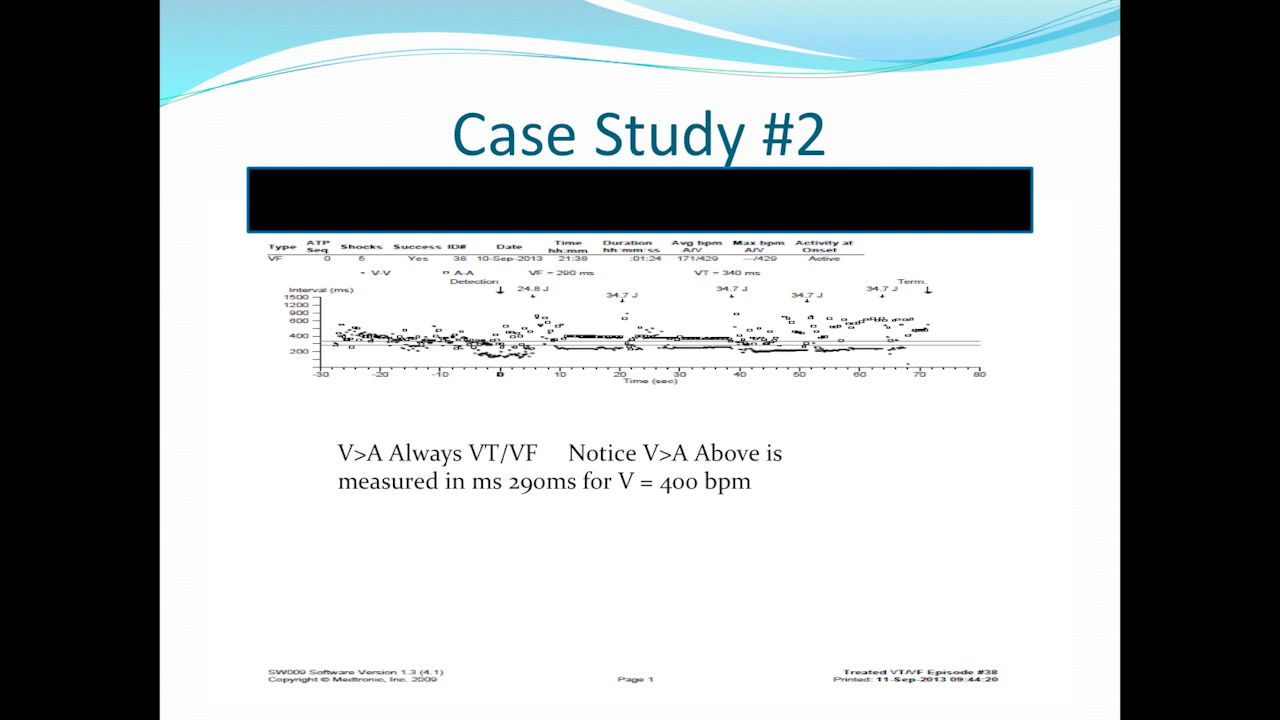 Case Study #2
Type ATP Seq Shocks Success ID# Date Time hh:mm Duration hh:mm:ss Avg bpm A/V Max bpm A/V Activity at Onset
VF 0 5 Yes 38 10-Sep-2013 21:38 :01:24 171/429 ---/429 Active
V-V A-A VF = 290 ms VT = 340 ms
Detection Term.
Interval (ms) 24.8 J 34.7 J 34.7 J 34.7 J 34.7 J
1500
1200
900
600
400
200
-30 -20 -10 0 10 20 30 40 50 60 70 80
Time (sec)
V>A Always VT/VF Notice V>A Above is
measured in ms 290ms for V = 400 bpm
SW009 Software Version 1.3 (4.1) Treated VT/VF Episode #38
Copyright © Medtronic, Inc. 2009 Page 1 Printed: 11-Sep-2013 09:44:20